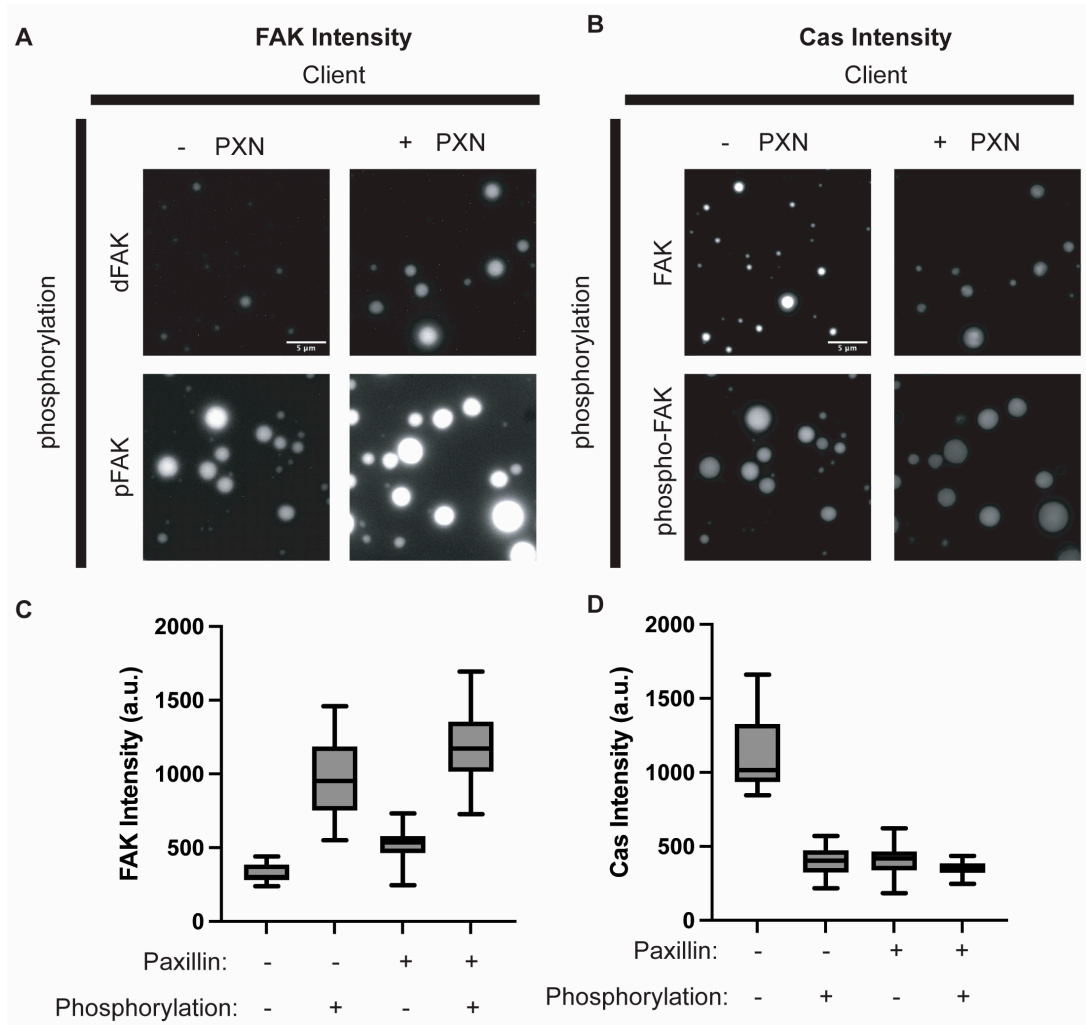 A
FAK Intensity
Client
- PXN
+ PXN
phosphorylation
dFAK
5 µm
pFAK
B
Cas Intensity
Client
- PXN
+ PXN
phosphorylation
FAK
5 µm
phospho-FAK
C
FAK Intensity (a.u.)
2000
1500
1000
500
0
Paxillin: - - + +
Phosphorylation: - + - +
D
Cas Intensity (a.u.)
2000
1500
1000
500
0
Paxillin: - - + +
Phosphorylation: - + - +